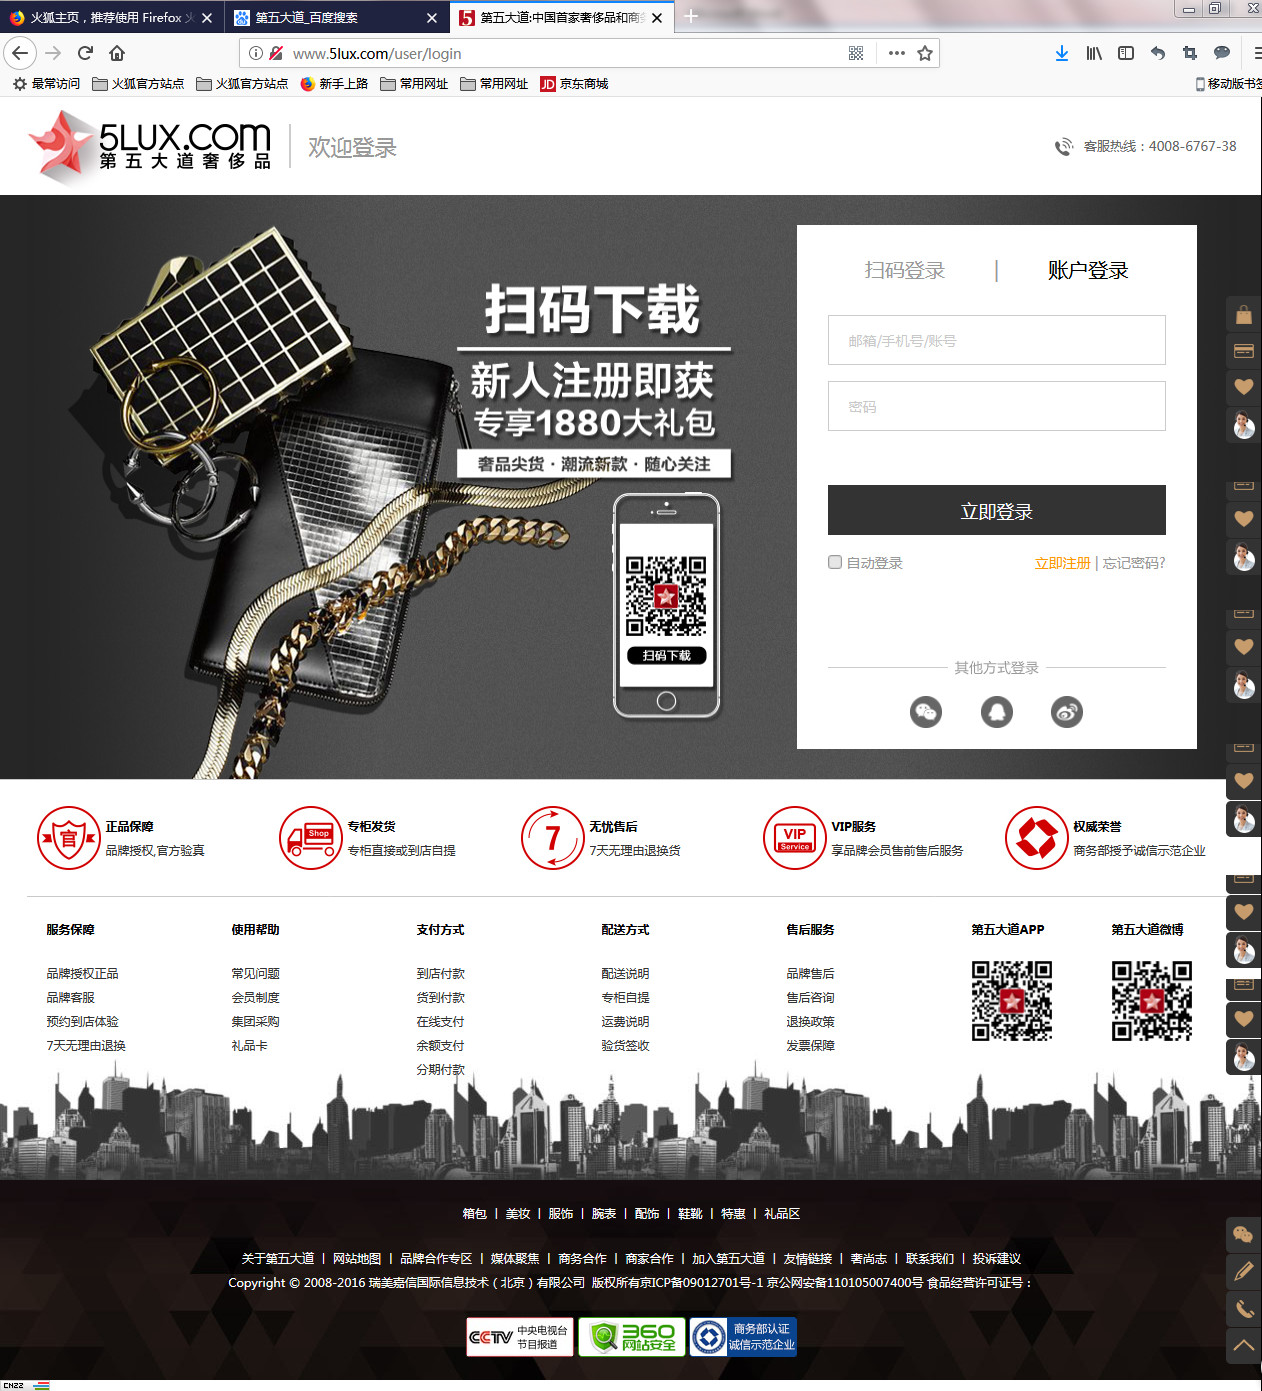 火狐主页，推荐使用 Firefox 火
第五大道_百度搜索
5 第五大道:中国首家奢侈品和商务
www.5lux.com/user/login
最常访问 火狐官方站点 火狐官方站点 新手上路 常用网址 常用网址 JD 京东商城 移动版书签
5LUX.COM
第五大道奢侈品
欢迎登录
客服热线：4008-6767-38
扫码登录 | 账户登录
扫码下载
新人注册即获
专享1880大礼包
奢品尖货·潮流新款·随心关注
扫码下载
邮箱/手机号/账号
密码
立即登录
自动登录
立即注册 | 忘记密码?
其他方式登录
官 正品保障
品牌授权,官方验真
Shop 专柜发货
专柜直接或到店自提
7 无忧售后
7天无理由退换货
VIP Service VIP服务
享品牌会员售前售后服务
权威荣誉
商务部授予诚信示范企业
服务保障
品牌授权正品
品牌客服
预约到店体验
7天无理由退换
使用帮助
常见问题
会员制度
集团采购
礼品卡
支付方式
到店付款
货到付款
在线支付
余额支付
分期付款
配送方式
配送说明
专柜自提
运费说明
验货签收
售后服务
品牌售后
售后咨询
退换政策
发票保障
第五大道APP
第五大道微博
箱包 | 美妆 | 服饰 | 腕表 | 配饰 | 鞋靴 | 特惠 | 礼品区
关于第五大道 | 网站地图 | 品牌合作专区 | 媒体聚焦 | 商务合作 | 商家合作 | 加入第五大道 | 友情链接 | 奢尚志 | 联系我们 | 投诉建议
Copyright © 2008-2016 瑞美嘉信国际信息技术（北京）有限公司 版权所有京ICP备09012701号-1 京公网安备110105007400号 食品经营许可证号：
CCTV 中央电视台
节目报道
360
网站安全
商务部认证
诚信示范企业
CNZZ